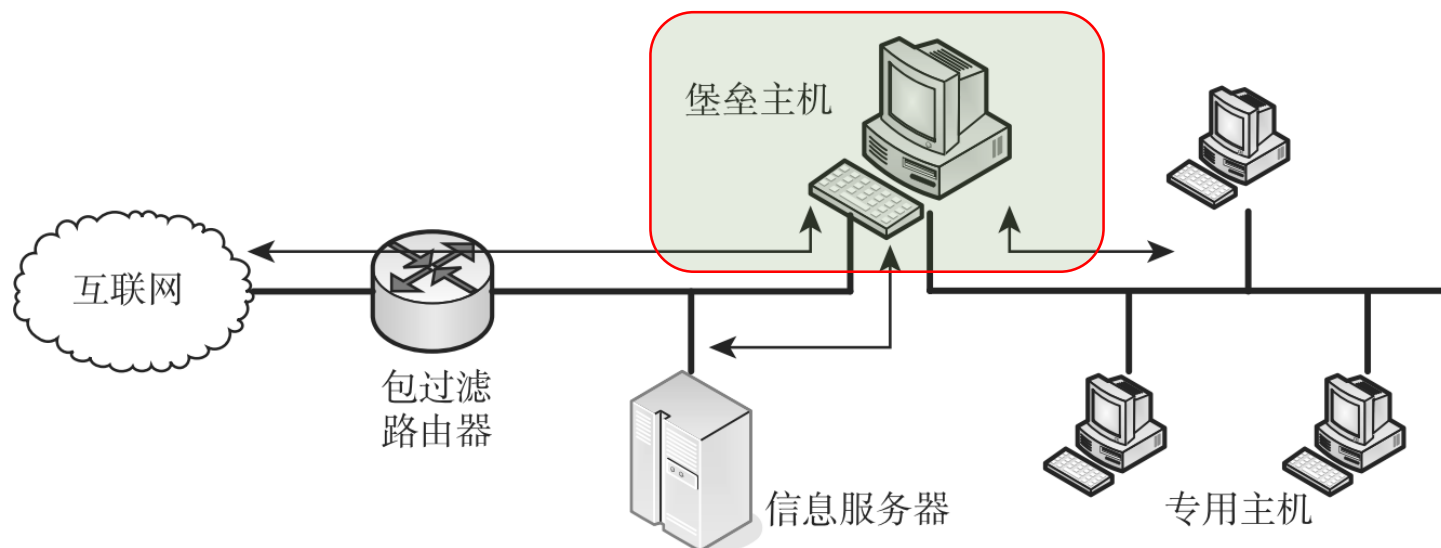 堡垒主机
互联网
包过滤
路由器
信息服务器
专用主机